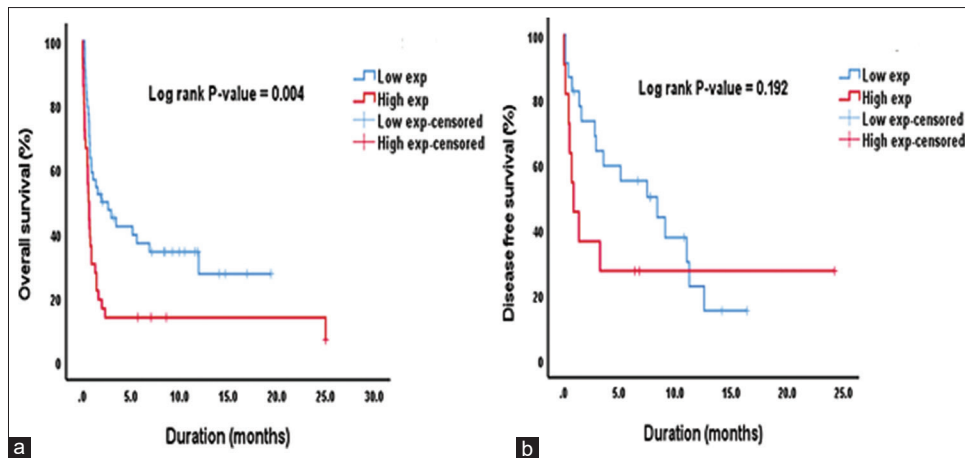 Log rank P-value = 0.004
Low exp
High exp
Low exp-censored
High exp-censored
Overall survival (%)
100
80
60
40
20
0
.0 5.0 10.0 15.0 20.0 25.0 30.0
Duration (months)
a
Log rank P-value = 0.192
Low exp
High exp
Low exp-censored
High exp-censored
Disease free survival (%)
100
80
60
40
20
0
.0 5.0 10.0 15.0 20.0 25.0
Duration (months)
b